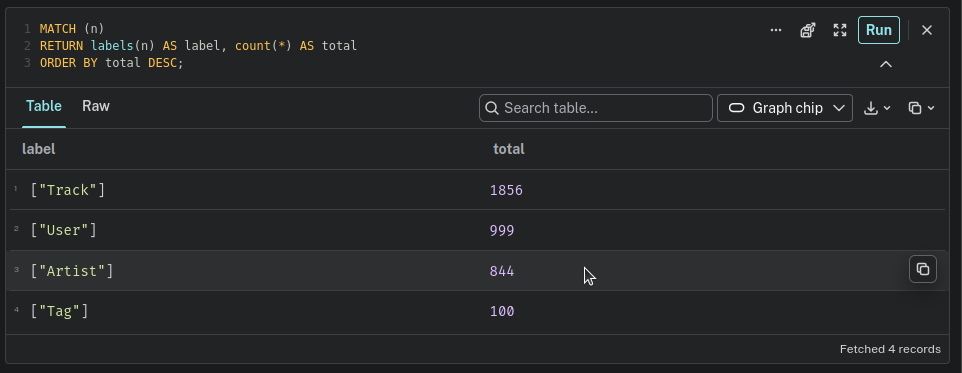 1 MATCH (n)
2 RETURN labels(n) AS label, count(*) AS total
3 ORDER BY total DESC;
Run
Table Raw Search table... Graph chip
label total
1 ["Track"] 1856
2 ["User"] 999
3 ["Artist"] 844
4 ["Tag"] 100
Fetched 4 records